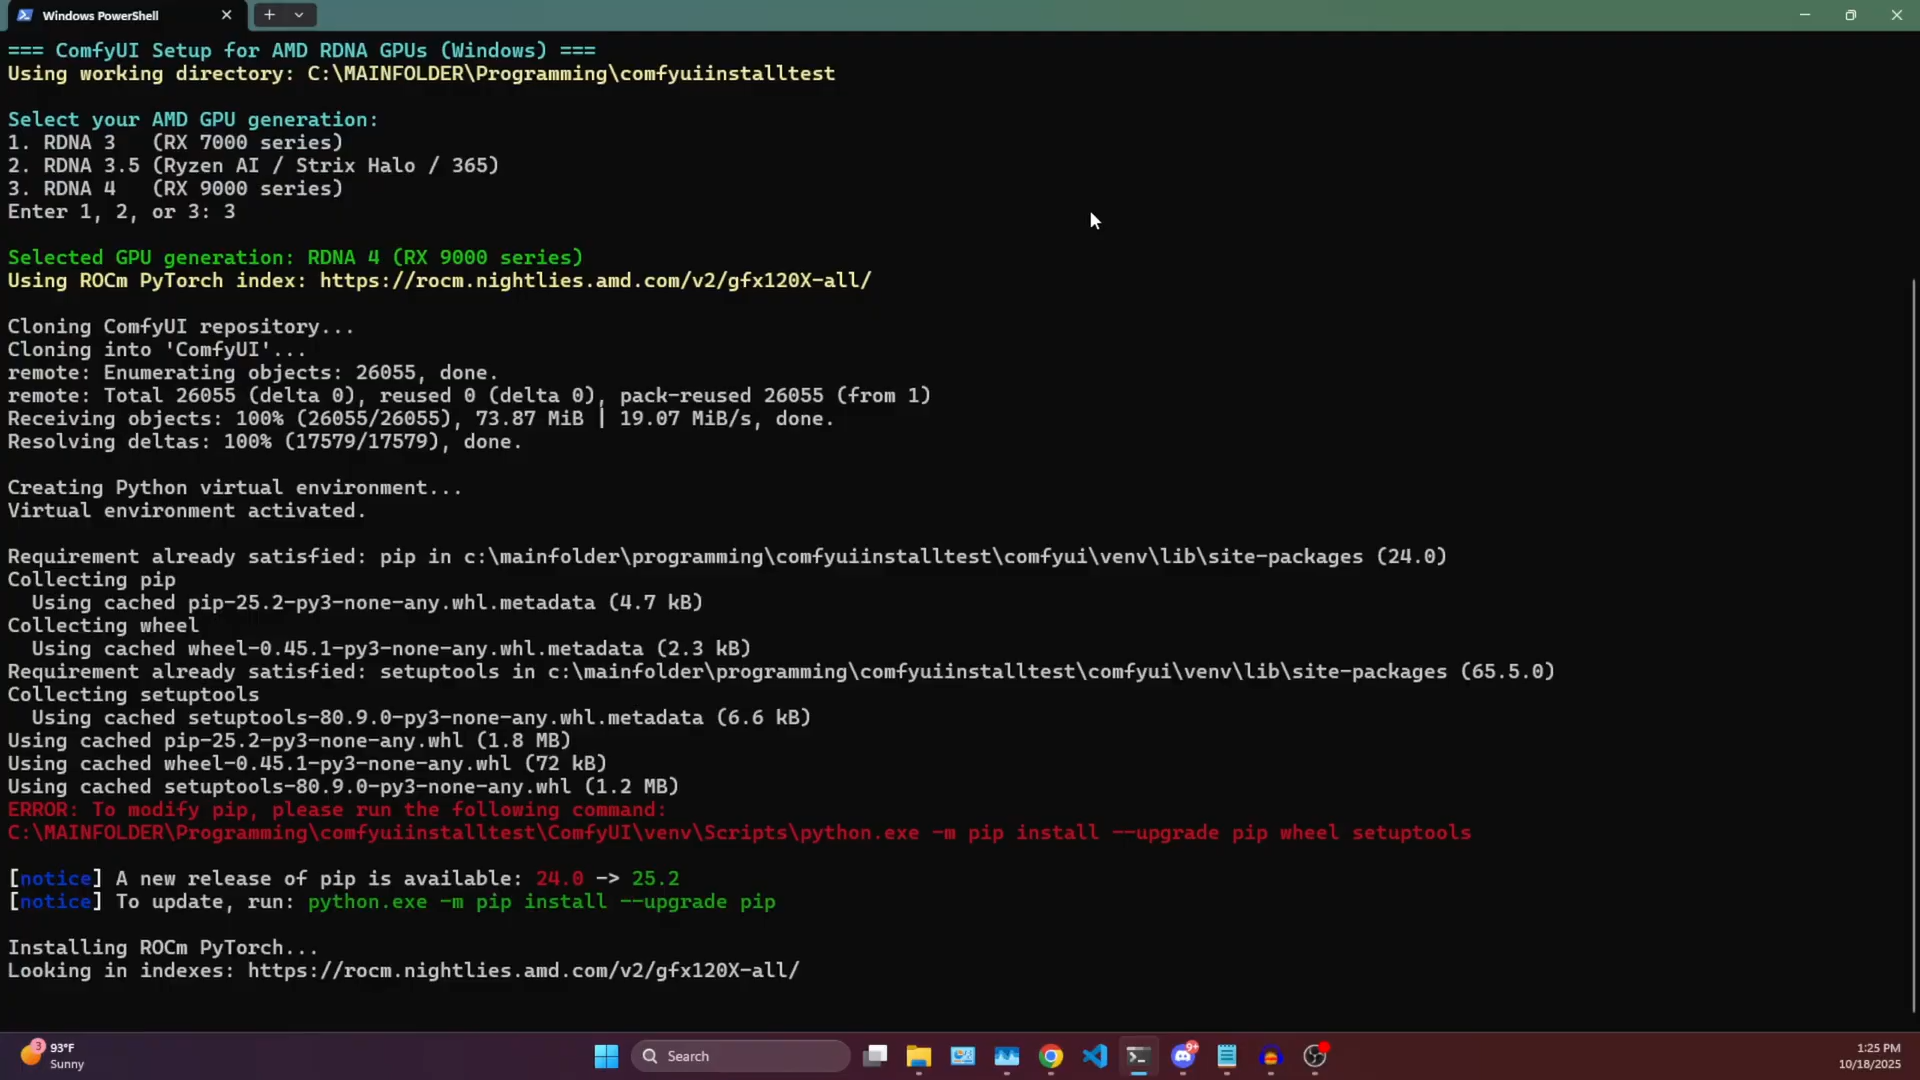 Windows PowerShell
=== ComfyUI Setup for AMD RDNA GPUs (Windows) ===
Using working directory: C:\MAINFOLDER\Programming\comfyuiinstalltest
Select your AMD GPU generation:
1. RDNA 3   (RX 7000 series)
2. RDNA 3.5 (Ryzen AI / Strix Halo / 365)
3. RDNA 4   (RX 9000 series)
Enter 1, 2, or 3: 3
Selected GPU generation: RDNA 4 (RX 9000 series)
Using ROCm PyTorch index: https://rocm.nightlies.amd.com/v2/gfx120X-all/
Cloning ComfyUI repository...
Cloning into 'ComfyUI'...
remote: Enumerating objects: 26055, done.
remote: Total 26055 (delta 0), reused 0 (delta 0), pack-reused 26055 (from 1)
Receiving objects: 100% (26055/26055), 73.87 MiB | 19.07 MiB/s, done.
Resolving deltas: 100% (17579/17579), done.
Creating Python virtual environment...
Virtual environment activated.
Requirement already satisfied: pip in c:\mainfolder\programming\comfyuiinstalltest\comfyui\venv\lib\site-packages (24.0)
Collecting pip
  Using cached pip-25.2-py3-none-any.whl.metadata (4.7 kB)
Collecting wheel
  Using cached wheel-0.45.1-py3-none-any.whl.metadata (2.3 kB)
Requirement already satisfied: setuptools in c:\mainfolder\programming\comfyuiinstalltest\comfyui\venv\lib\site-packages (65.5.0)
Collecting setuptools
  Using cached setuptools-80.9.0-py3-none-any.whl.metadata (6.6 kB)
Using cached pip-25.2-py3-none-any.whl (1.8 MB)
Using cached wheel-0.45.1-py3-none-any.whl (72 kB)
Using cached setuptools-80.9.0-py3-none-any.whl (1.2 MB)
ERROR: To modify pip, please run the following command:
C:\MAINFOLDER\Programming\comfyuiinstalltest\ComfyUI\venv\Scripts\python.exe -m pip install --upgrade pip wheel setuptools
[notice] A new release of pip is available: 24.0 -> 25.2
[notice] To update, run: python.exe -m pip install --upgrade pip
Installing ROCm PyTorch...
Looking in indexes: https://rocm.nightlies.amd.com/v2/gfx120X-all/
3
93°F
Sunny
Search
9+
1:25 PM
10/18/2025